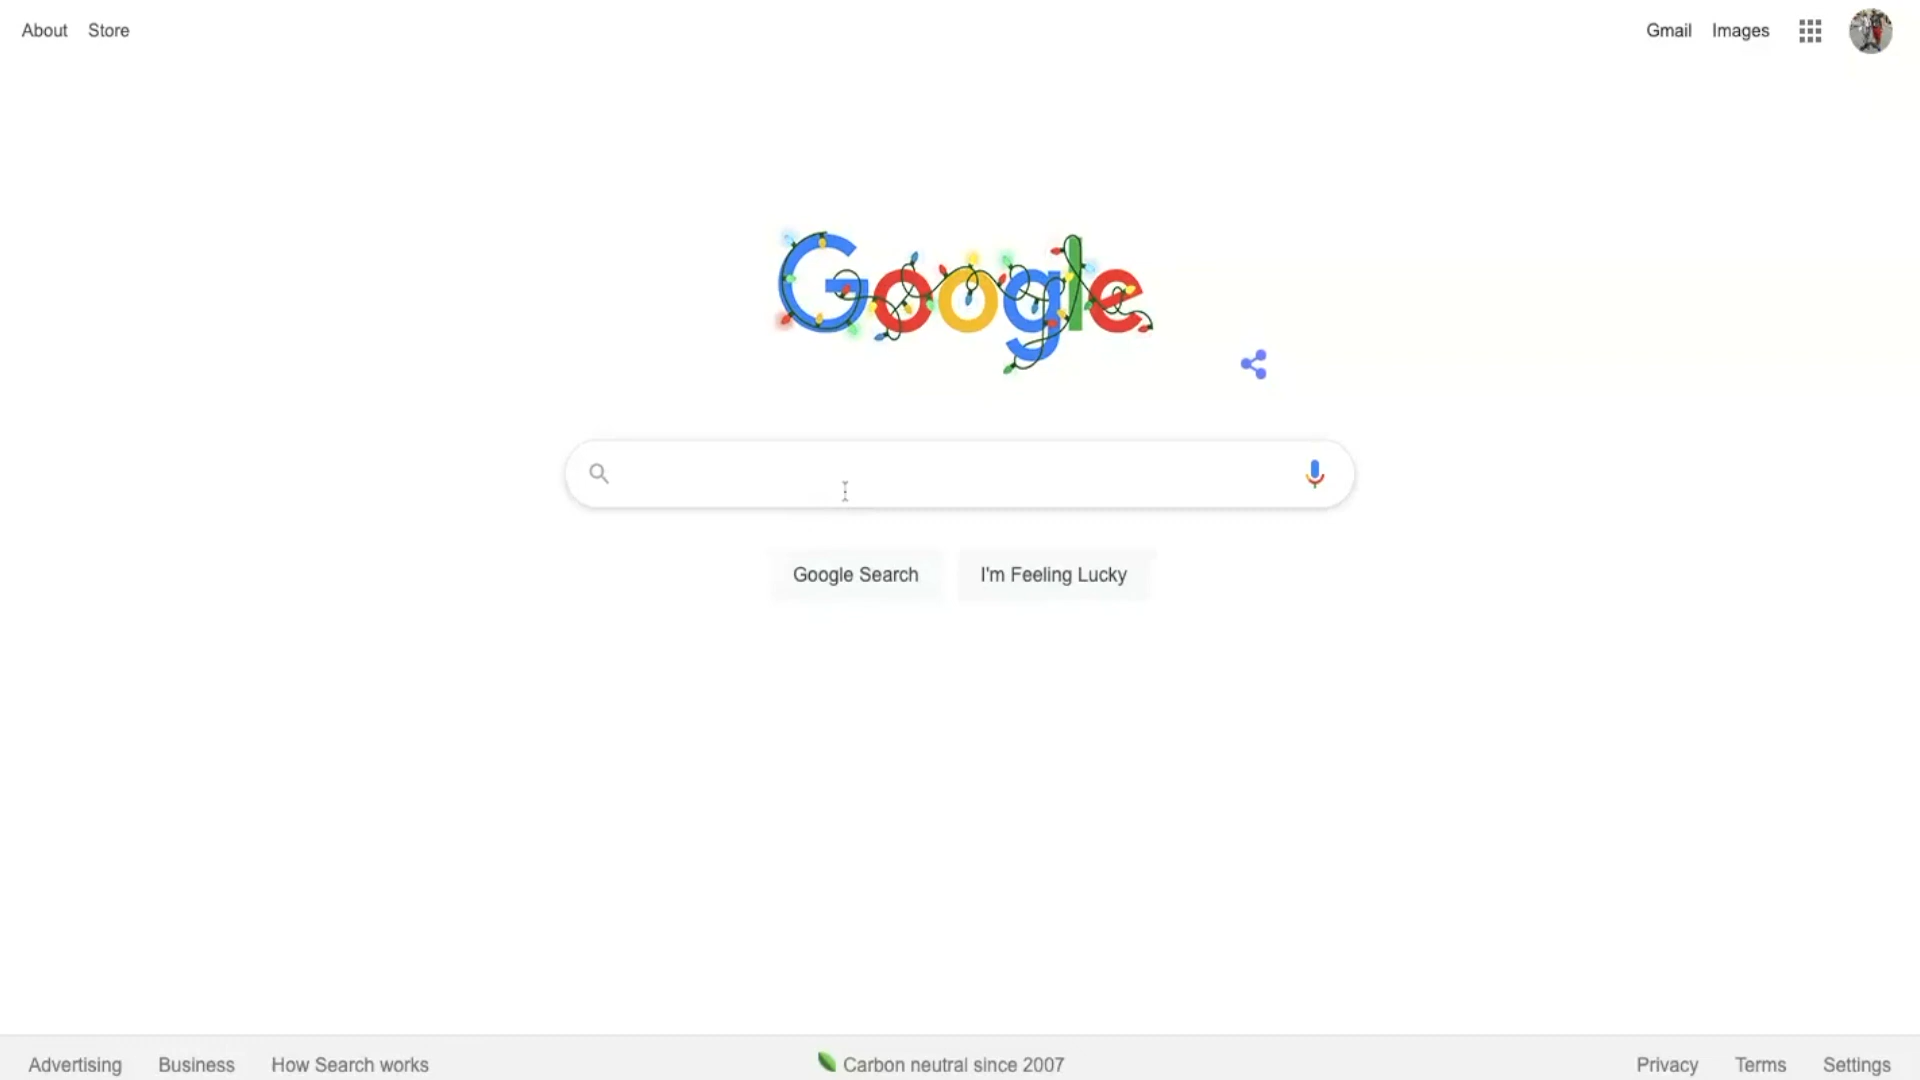 About Store
Gmail Images
Google
Google Search I'm Feeling Lucky
Advertising Business How Search works
Carbon neutral since 2007
Privacy Terms Settings